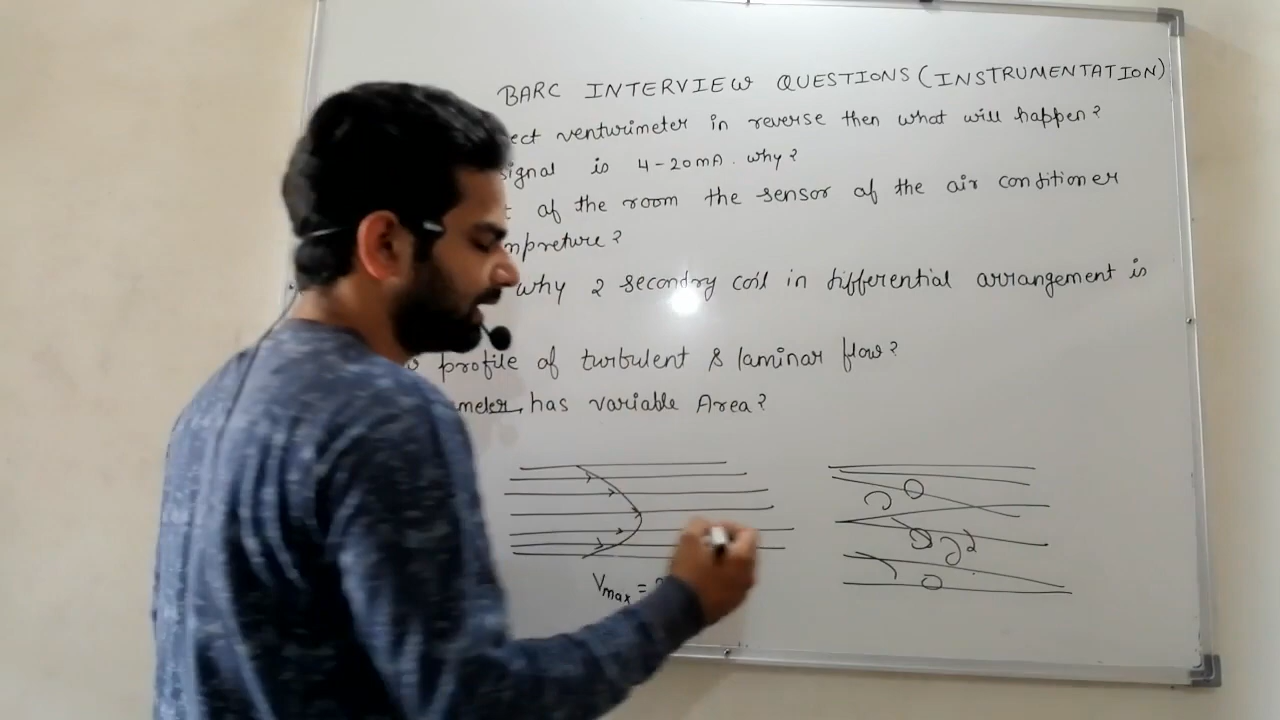 BARC INTERVIEW QUESTIONS (INSTRUMENTATION)
ect venturimeter in reverse then what will happen?
signal is 4-20mA. why?
of the room the sensor of the air conditioner
mpreture?
why 2 secondry coil in differential arrangement is
profile of turbulent & laminar flow?
meter has variable Area?
Vmax =